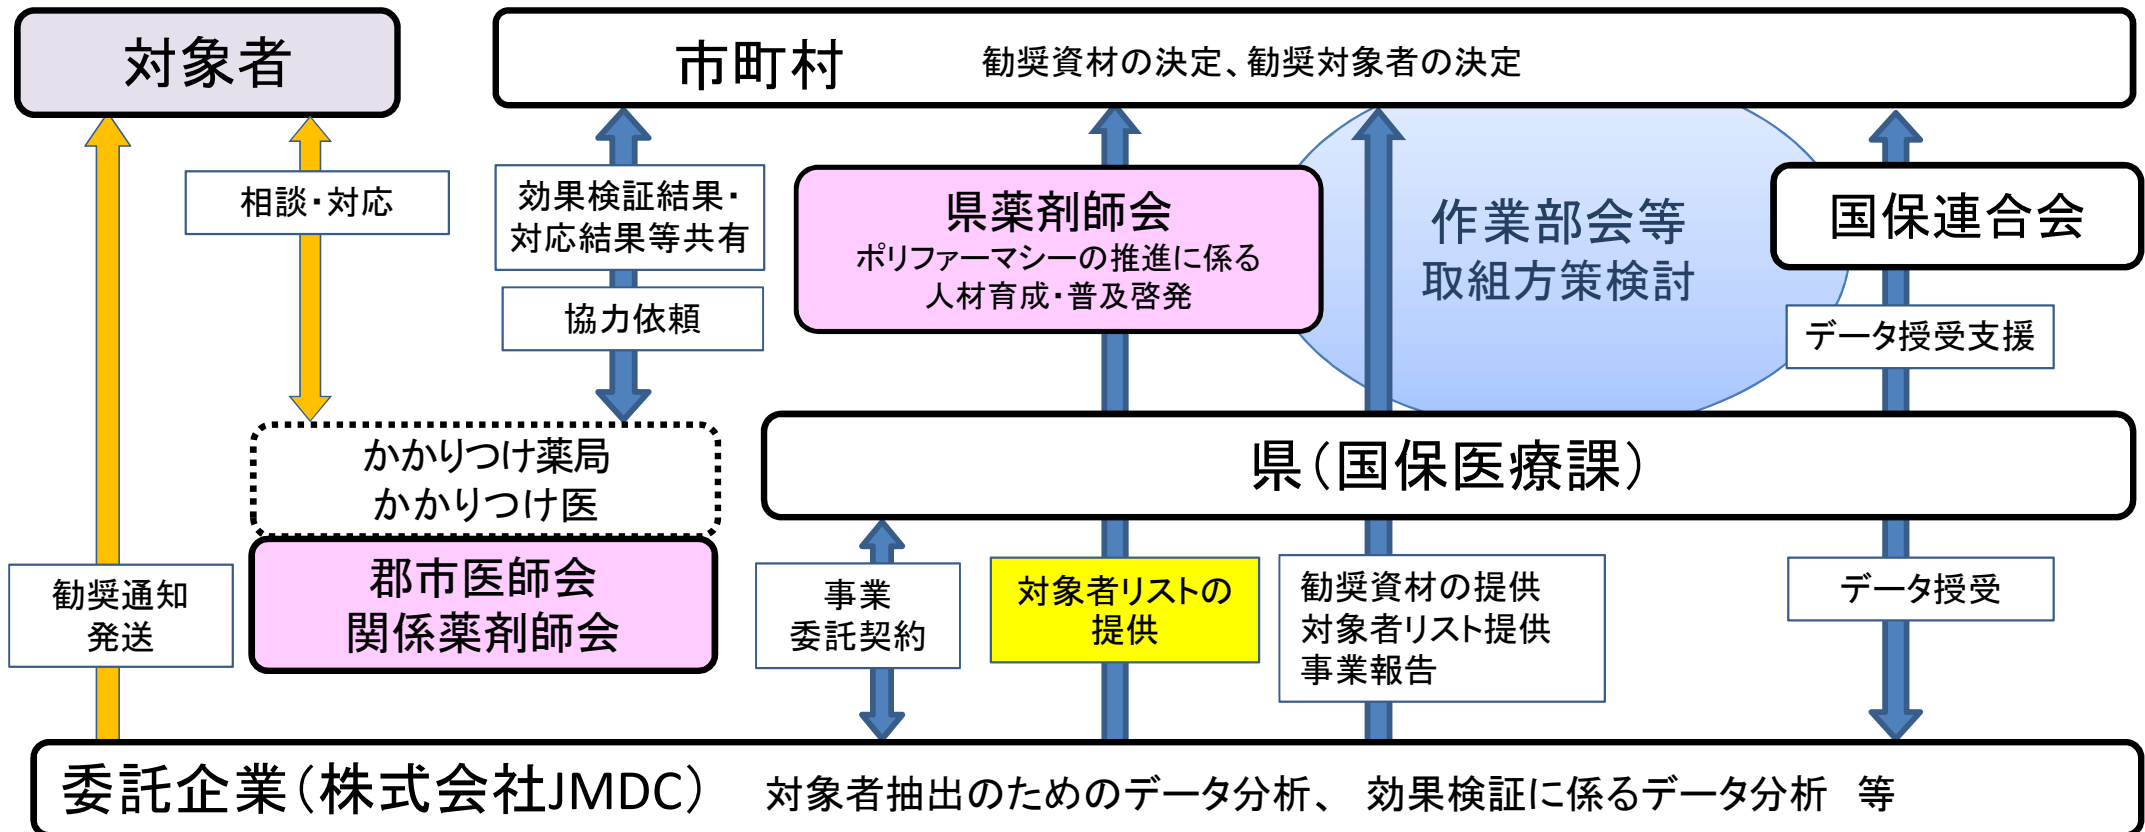 対象者
市町村 勧奨資材の決定、勧奨対象者の決定
相談・対応
効果検証結果・
対応結果等共有
協力依頼
県薬剤師会
ポリファーマシーの推進に係る
人材育成・普及啓発
作業部会等
取組方策検討
国保連合会
データ授受支援
かかりつけ薬局
かかりつけ医
郡市医師会
関係薬剤師会
県（国保医療課）
勧奨通知
発送
事業
委託契約
対象者リストの
提供
勧奨資材の提供
対象者リスト提供
事業報告
データ授受
委託企業（株式会社JMDC） 対象者抽出のためのデータ分析、 効果検証に係るデータ分析 等